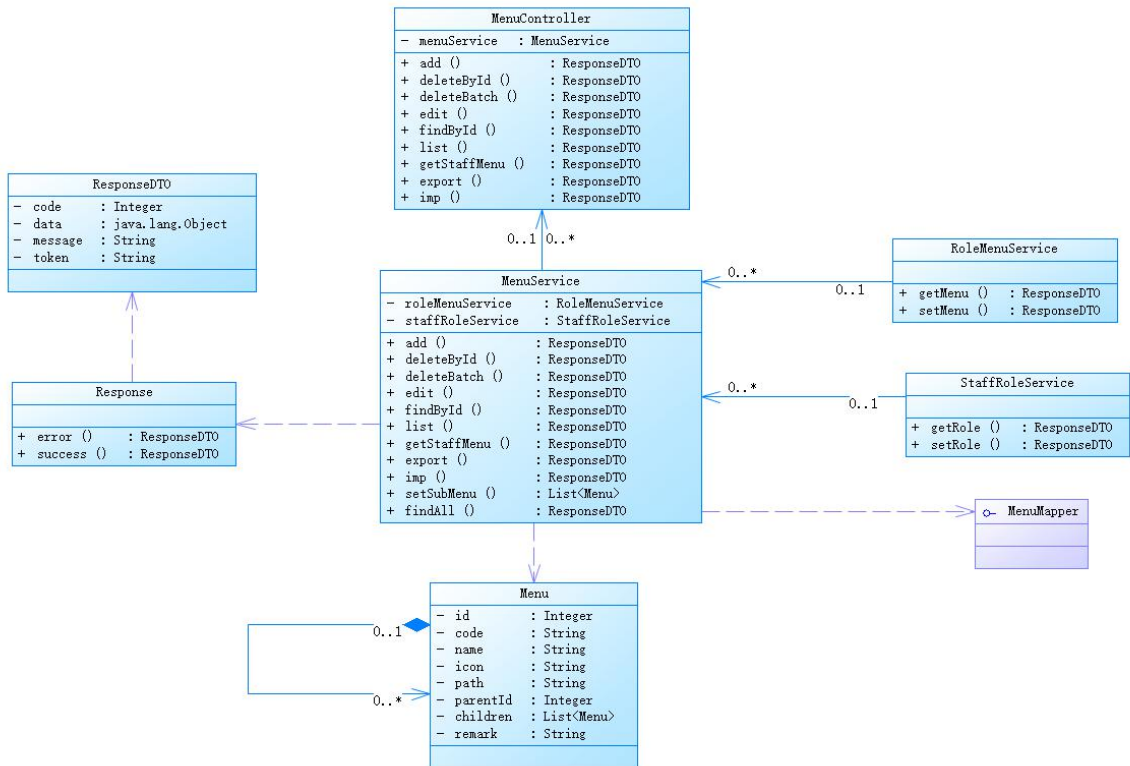 MenuController
- menuService : MenuService
+ add () : ResponseDTO
+ deleteById () : ResponseDTO
+ deleteBatch () : ResponseDTO
+ edit () : ResponseDTO
+ findById () : ResponseDTO
+ list () : ResponseDTO
+ getStaffMenu () : ResponseDTO
+ export () : ResponseDTO
+ imp () : ResponseDTO
ResponseDTO
- code : Integer
- data : java.lang.Object
- message : String
- token : String
0..1 0..*
MenuService
- roleMenuService : RoleMenuService
- staffRoleService : StaffRoleService
+ add () : ResponseDTO
+ deleteById () : ResponseDTO
+ deleteBatch () : ResponseDTO
+ edit () : ResponseDTO
+ findById () : ResponseDTO
+ list () : ResponseDTO
+ getStaffMenu () : ResponseDTO
+ export () : ResponseDTO
+ imp () : ResponseDTO
+ setSubMenu () : List<Menu>
+ findAll () : ResponseDTO
0..*
0..1
RoleMenuService
+ getMenu () : ResponseDTO
+ setMenu () : ResponseDTO
0..*
0..1
StaffRoleService
+ getRole () : ResponseDTO
+ setRole () : ResponseDTO
Response
+ error () : ResponseDTO
+ success () : ResponseDTO
MenuMapper
Menu
- id : Integer
- code : String
- name : String
- icon : String
- path : String
- parentId : Integer
- children : List<Menu>
- remark : String
0..1
0..*